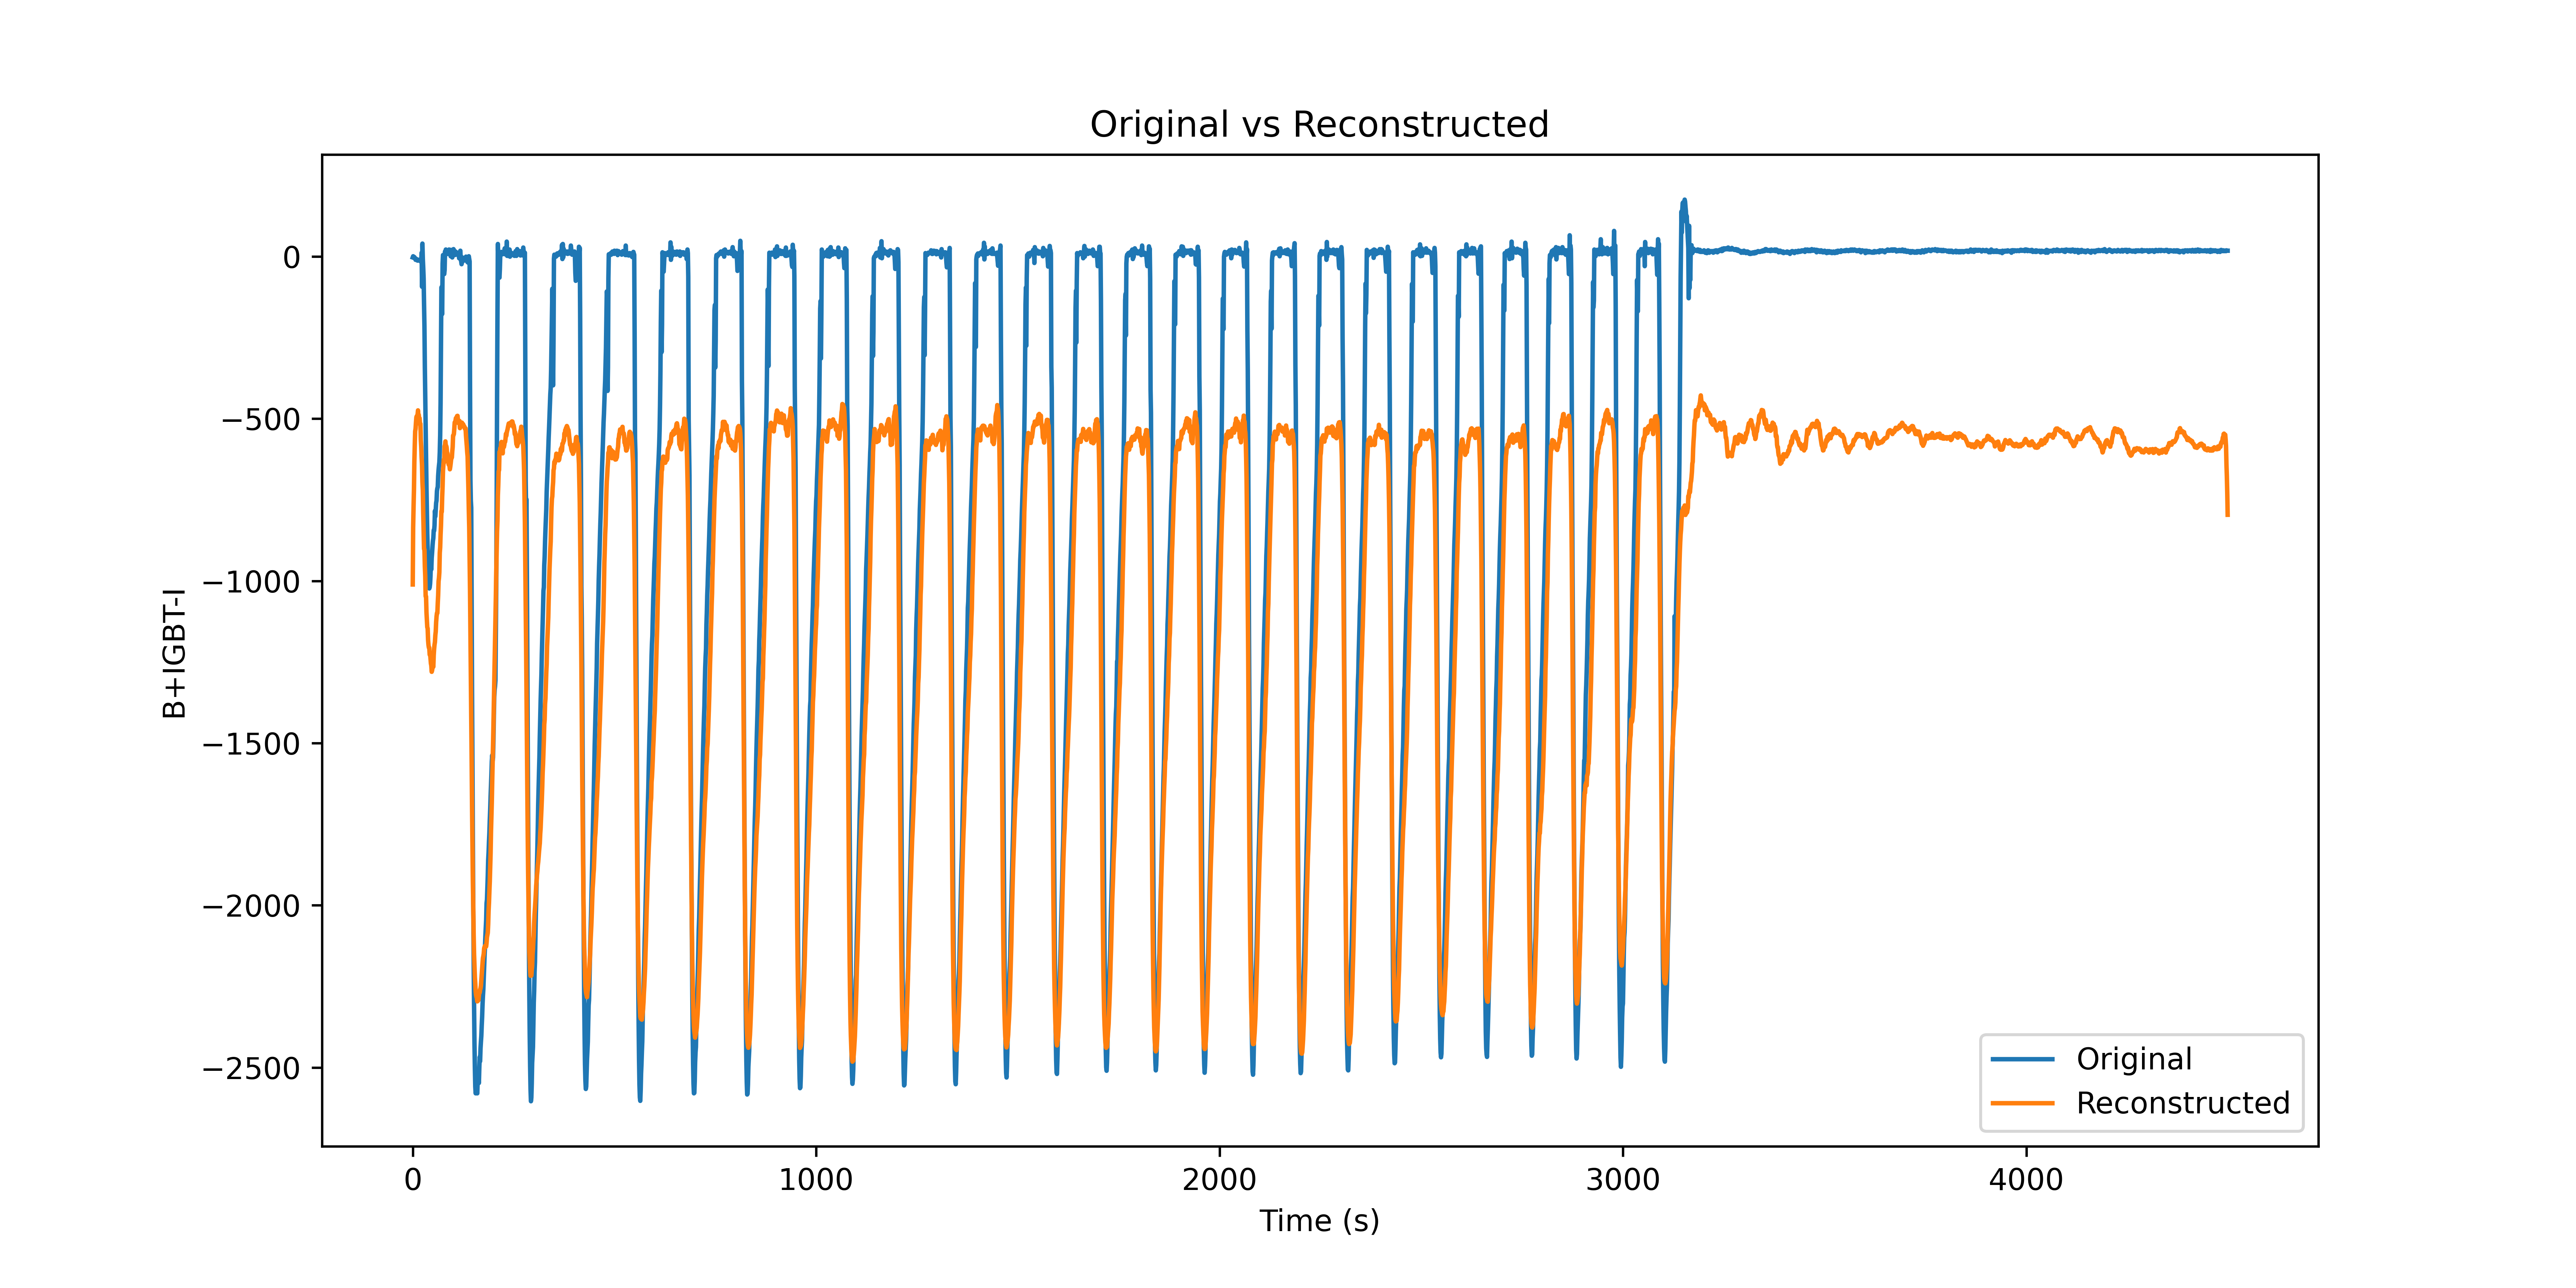 Original vs Reconstructed
0
−500
−1000
−1500
−2000
−2500
B+IGBT-I
Original
Reconstructed
0
1000
2000
3000
4000
Time (s)